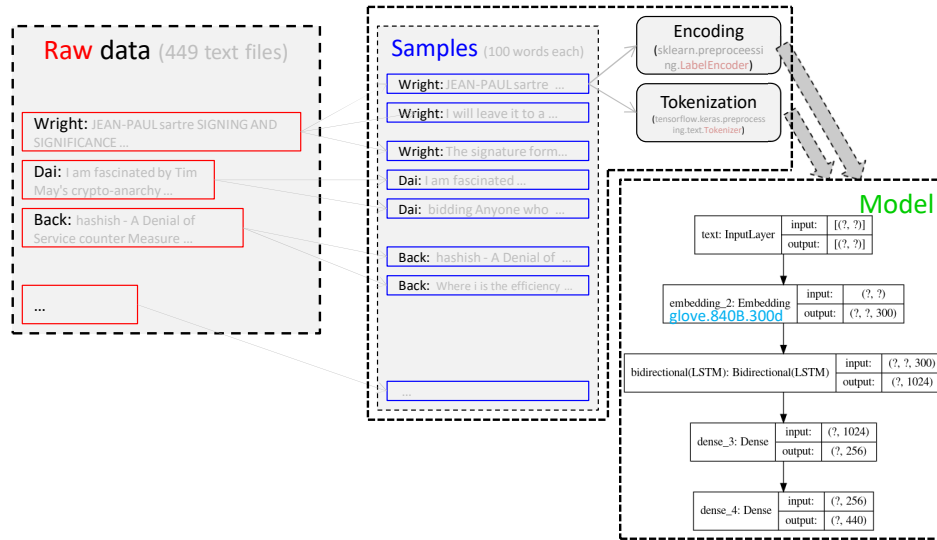 Raw data (449 text files)
Wright: JEAN-PAUL sartre SIGNING AND
SIGNIFICANCE ...
Dai: I am fascinated by Tim
May's crypto-anarchy ...
Back: hashish - A Denial of
Service counter Measure ...
...
Samples (100 words each)
Wright: JEAN-PAUL sartre ...
Wright: I will leave it to a ...
Wright: The signature form...
Dai: I am fascinated ...
Dai: bidding Anyone who ...
Back: hashish - A Denial of ...
Back: Where i is the efficiency ...
...
Encoding
(sklearn.preproceessi
ng.LabelEncoder)
Tokenization
(tensorflow.keras.preprocess
ing.text.Tokenizer)
Model
text: InputLayer
input: [(?, ?)]
output: [(?, ?)]
embedding_2: Embedding
glove.840B.300d
input: (?, ?)
output: (?, ?, 300)
bidirectional(LSTM): Bidirectional(LSTM)
input: (?, ?, 300)
output: (?, 1024)
dense_3: Dense
input: (?, 1024)
output: (?, 256)
dense_4: Dense
input: (?, 256)
output: (?, 440)